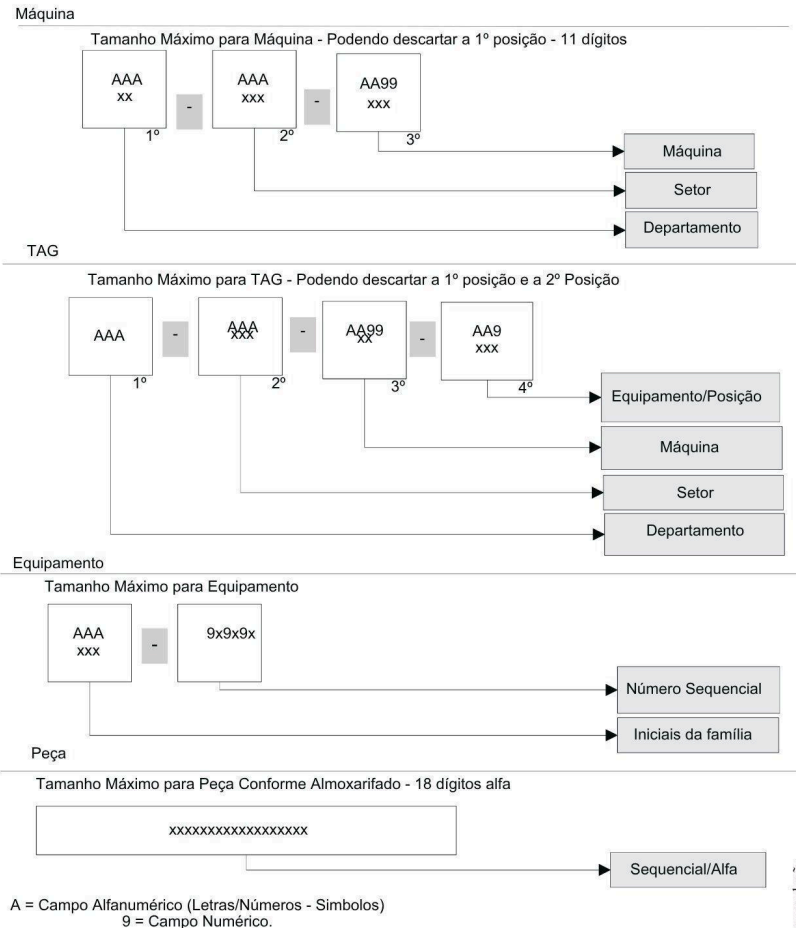 Máquina
Tamanho Máximo para Máquina - Podendo descartar a 1º posição - 11 dígitos
AAA
xx
-
AAA
xxx
-
AA99
xxx
1º
2º
3º
Máquina
Setor
Departamento
TAG
Tamanho Máximo para TAG - Podendo descartar a 1º posição e a 2º Posição
AAA
-
AAA
xxx
-
AA99
xx
-
AA9
xxx
1º
2º
3º
4º
Equipamento/Posição
Máquina
Setor
Departamento
Equipamento
Tamanho Máximo para Equipamento
AAA
xxx
-
9x9x9x
Número Sequencial
Iniciais da família
Peça
Tamanho Máximo para Peça Conforme Almoxarifado - 18 dígitos alfa
xxxxxxxxxxxxxxxxxx
Sequencial/Alfa
A = Campo Alfanumérico (Letras/Números - Simbolos)
9 = Campo Numérico.